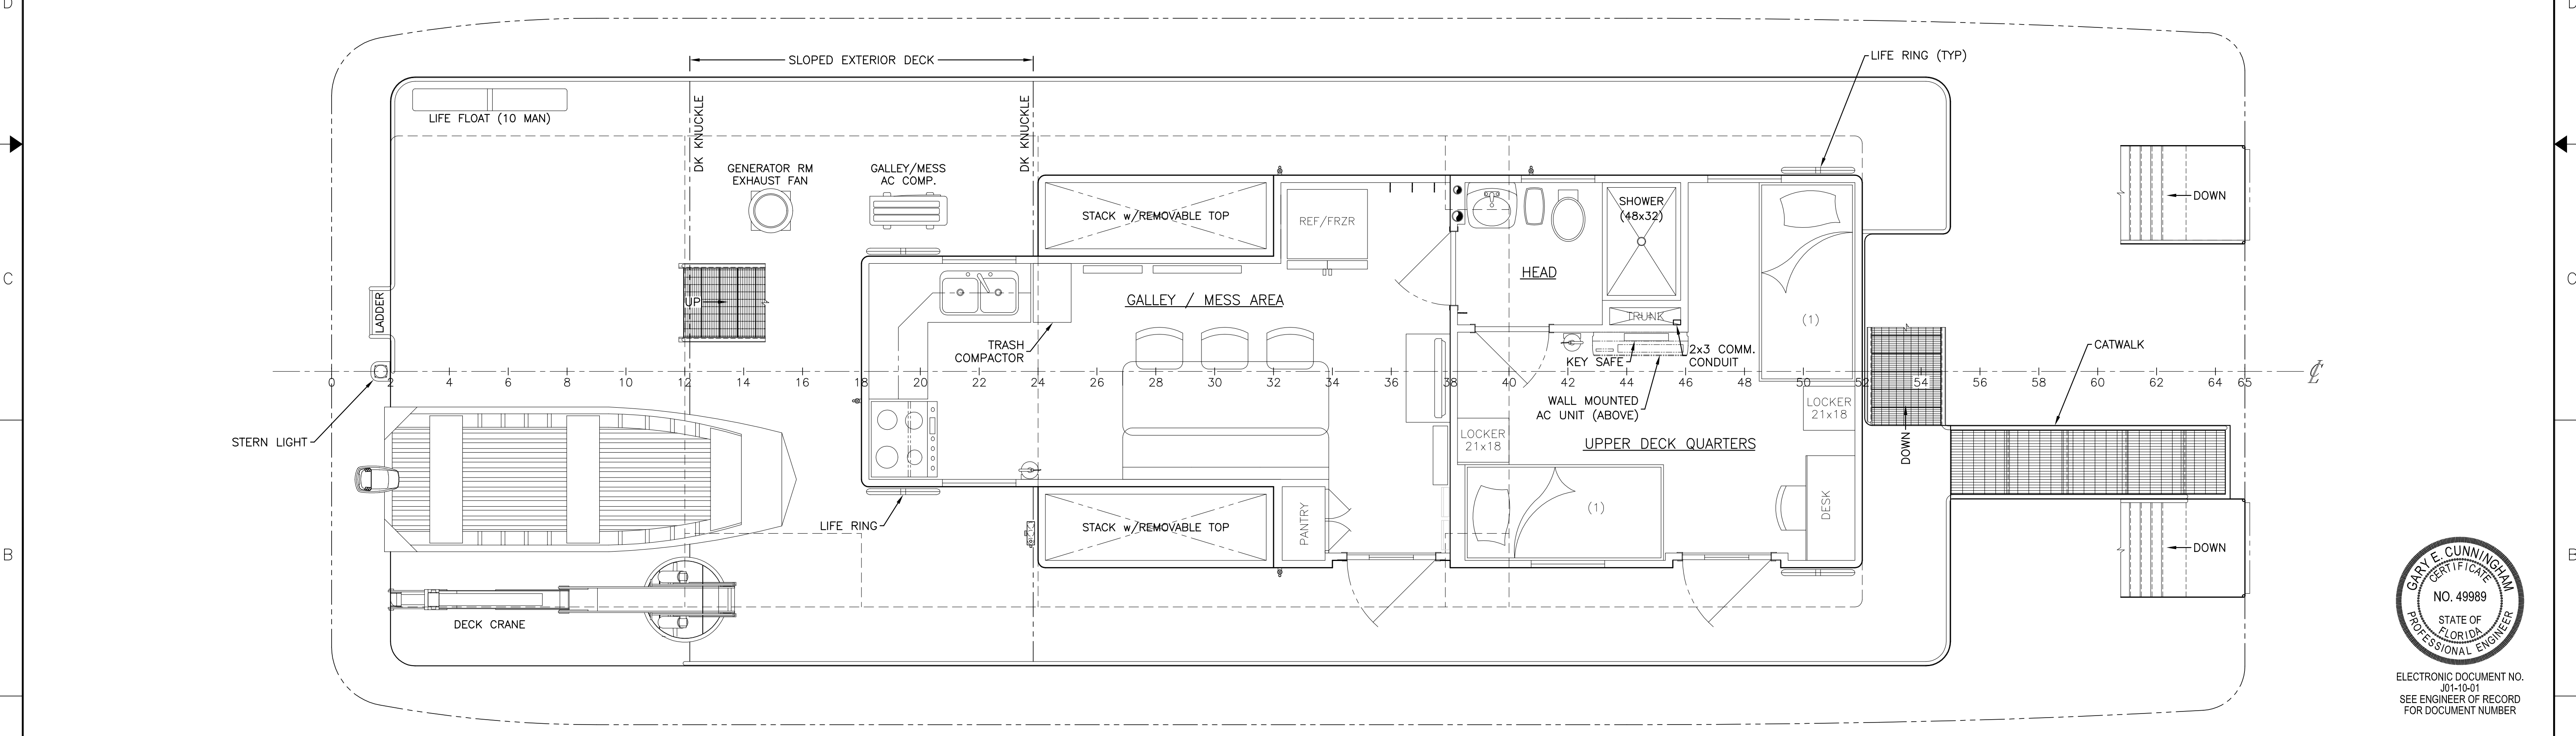 D
D
SLOPED EXTERIOR DECK
LIFE RING (TYP)
LIFE FLOAT (10 MAN)
DK KNUCKLE
DK KNUCKLE
GENERATOR RM
EXHAUST FAN
GALLEY/MESS
AC COMP.
STACK w/REMOVABLE TOP
REF/FRZR
SHOWER
(48x32)
DOWN
C
C
HEAD
LADDER
UP
GALLEY / MESS AREA
TRUNK
(1)
TRASH
COMPACTOR
KEY SAFE
2x3 COMM.
CONDUIT
CATWALK
0 2 4 6 8 10 12 14 16 18 20 22 24 26 28 30 32 34 36 38 40 42 44 46 48 50 52 54 56 58 60 62 64 65
WALL MOUNTED
AC UNIT (ABOVE)
LOCKER
21x18
STERN LIGHT
LOCKER
21x18
UPPER DECK QUARTERS
DOWN
LIFE RING
STACK w/REMOVABLE TOP
PANTRY
(1)
DESK
DOWN
B
B
DECK CRANE
GARY E. CUNNINGHAM
CERTIFICATE
NO. 49989
STATE OF
FLORIDA
PROFESSIONAL ENGINEER
ELECTRONIC DOCUMENT NO.
J01-10-01
SEE ENGINEER OF RECORD
FOR DOCUMENT NUMBER